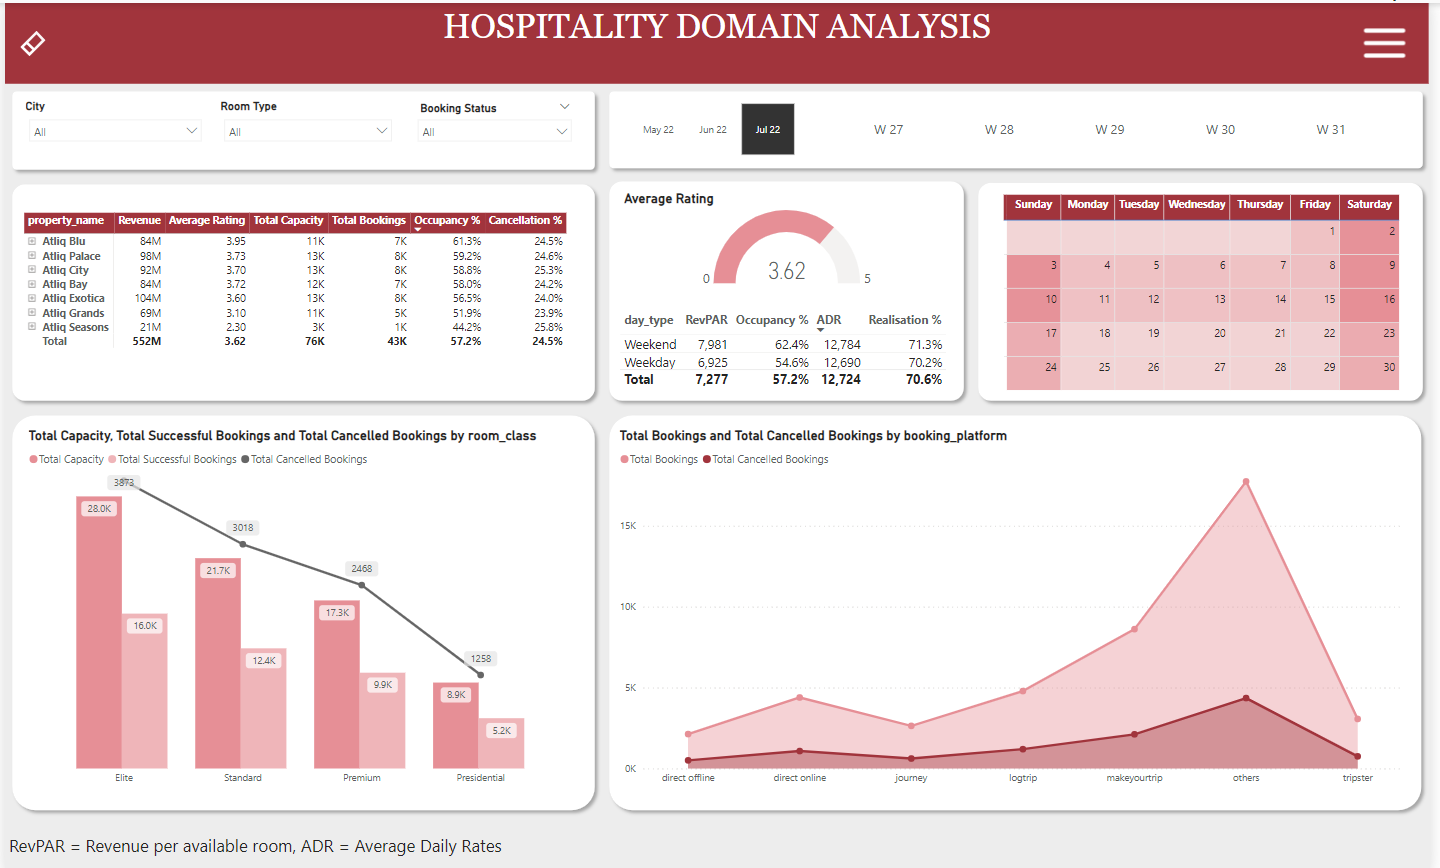 HOSPITALITY DOMAIN ANALYSIS
City Room Type Booking Status
All All All
May 22 Jun 22 Jul 22 W 27 W 28 W 29 W 30 W 31
property_name Revenue Average Rating Total Capacity Total Bookings Occupancy % Cancellation %
Atliq Blu 84M 3.95 11K 7K 61.3% 24.5%
Atliq Palace 98M 3.73 13K 8K 59.2% 24.6%
Atliq City 92M 3.70 13K 8K 58.8% 25.3%
Atliq Bay 84M 3.72 12K 7K 58.0% 24.2%
Atliq Exotica 104M 3.60 13K 8K 56.5% 24.0%
Atliq Grands 69M 3.10 11K 5K 51.9% 23.9%
Atliq Seasons 21M 2.30 3K 1K 44.2% 25.8%
Total 552M 3.62 76K 43K 57.2% 24.5%
Average Rating
3.62
0 5
day_type RevPAR Occupancy % ADR Realisation %
Weekend 7,981 62.4% 12,784 71.3%
Weekday 6,925 54.6% 12,690 70.2%
Total 7,277 57.2% 12,724 70.6%
Sunday Monday Tuesday Wednesday Thursday Friday Saturday
1 2
3 4 5 6 7 8 9
10 11 12 13 14 15 16
17 18 19 20 21 22 23
24 25 26 27 28 29 30
Total Capacity, Total Successful Bookings and Total Cancelled Bookings by room_class
Total Capacity Total Successful Bookings Total Cancelled Bookings
3873
28.0K
3018
21.7K
2468
17.3K
16.0K
12.4K
1258
9.9K
8.9K
5.2K
Elite Standard Premium Presidential
Total Bookings and Total Cancelled Bookings by booking_platform
Total Bookings Total Cancelled Bookings
15K
10K
5K
0K
direct offline direct online journey logtrip makeyourtrip others tripster
RevPAR = Revenue per available room, ADR = Average Daily Rates